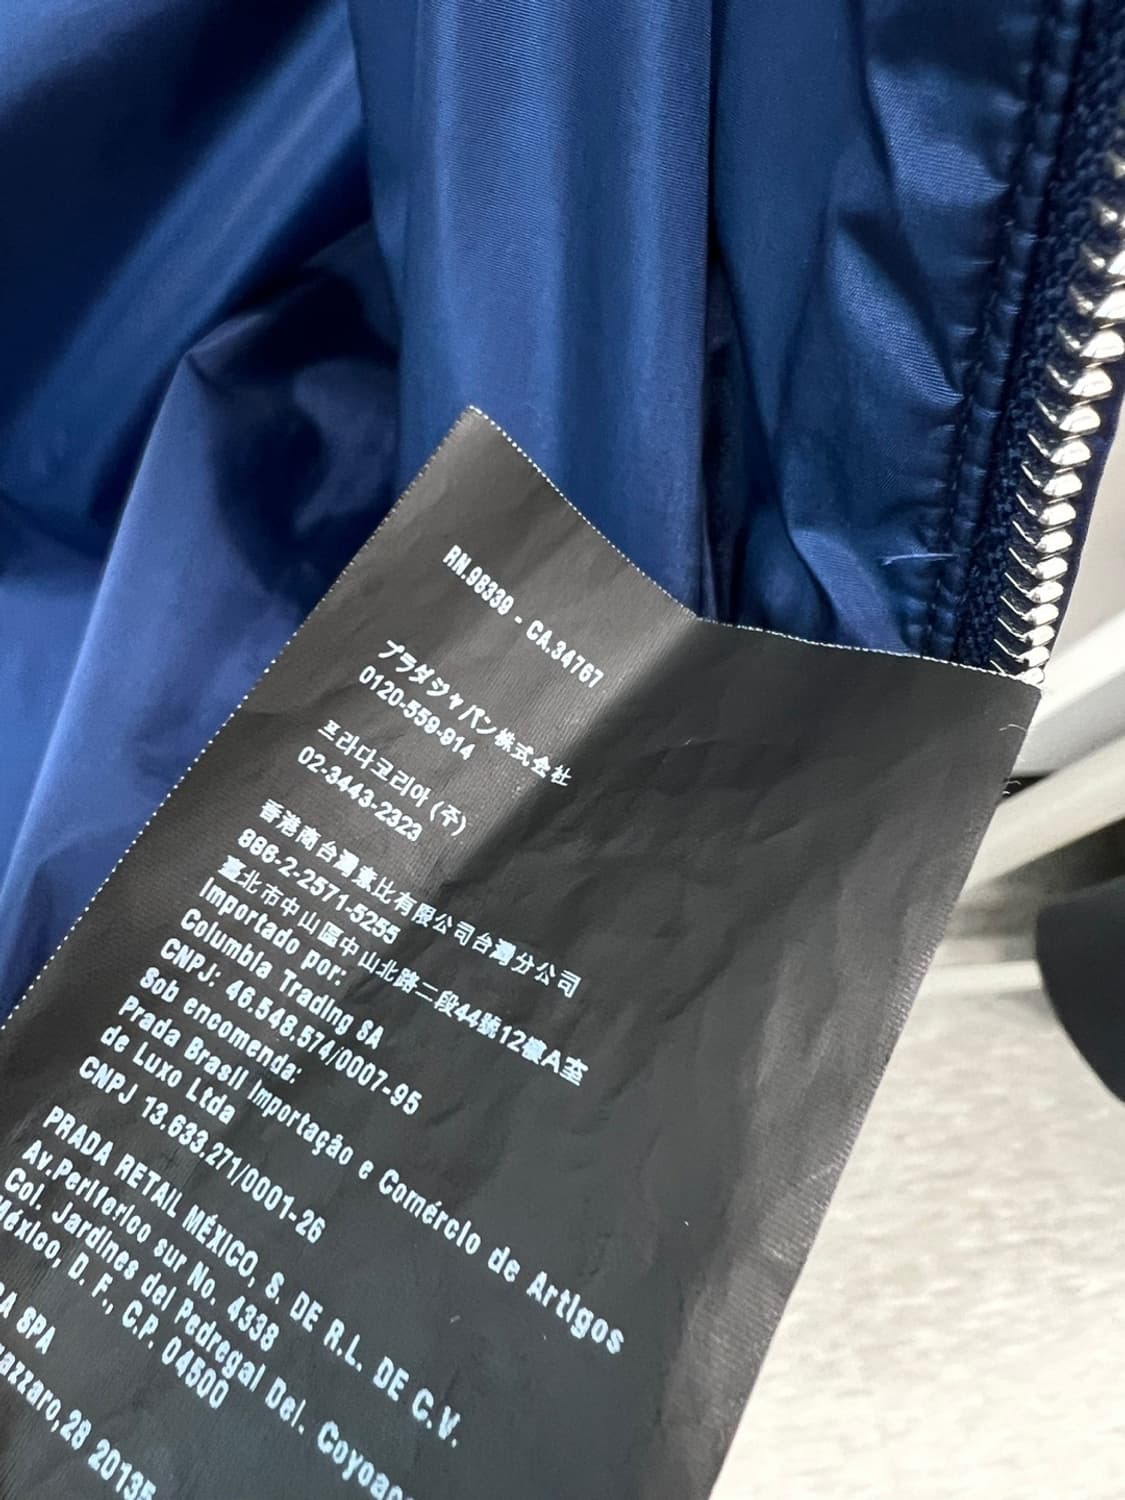 RN.98339 - CA.34767
プラダジャパン株式会社
0120-559-914
프라다코리아 (주)
02-3443-2323
香港商台灣惠比有限公司台灣分公司
886-2-2571-5255
臺北市中山區中山北路二段44號12樓A室
Importado por:
Columbia Trading SA
CNPJ: 46.548.574/0007-95
Sob encomenda:
Prada Brasil Importação e Comércio de Artigos
de Luxo Ltda
CNPJ 13.633.271/0001-26
PRADA RETAIL MÉXICO, S. DE R.L. DE C.V.
Av.Periferico sur No. 4338
Col. Jardines del Pedregal Del. Coyoac
México, D. F., C.P. 04500
SPA
,28 20135